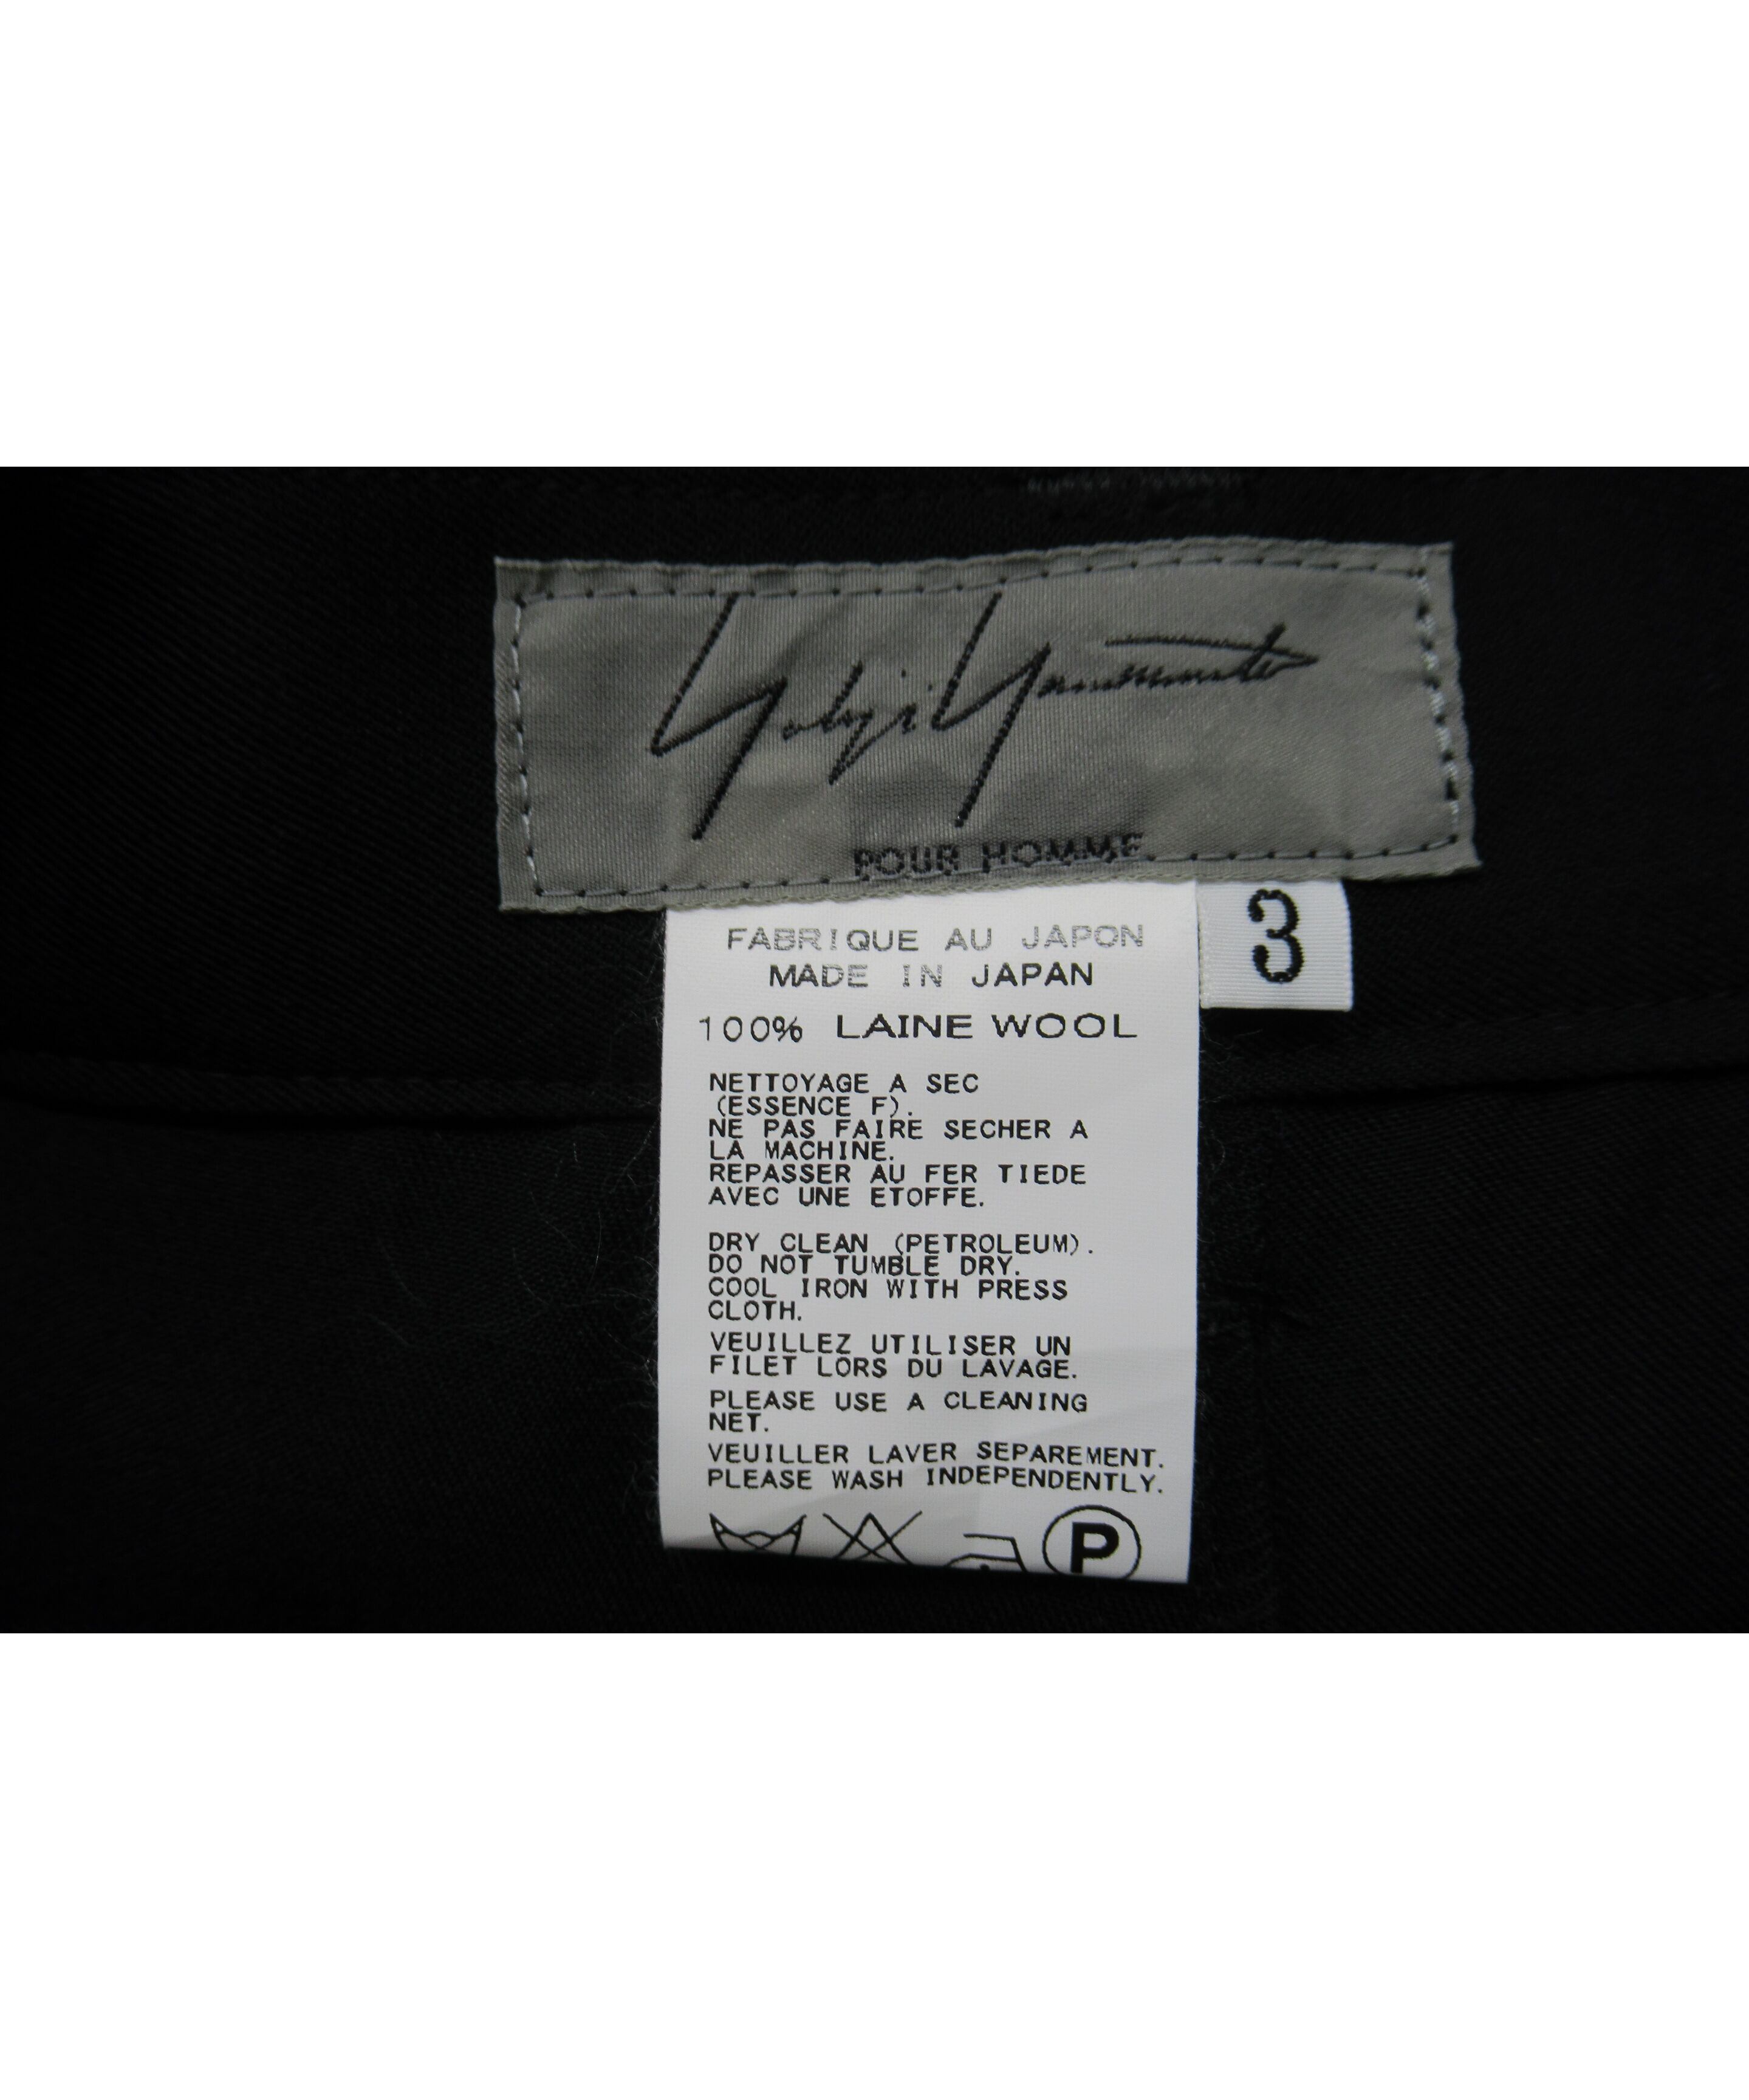 Yohji Yamamoto
POUR HOMME
3
FABRIQUE AU JAPON
MADE IN JAPAN
100% LAINE WOOL
NETTOYAGE A SEC
(ESSENCE F).
NE PAS FAIRE SECHER A
LA MACHINE.
REPASSER AU FER TIEDE
AVEC UNE ETOFFE.
DRY CLEAN (PETROLEUM).
DO NOT TUMBLE DRY.
COOL IRON WITH PRESS
CLOTH.
VEUILLEZ UTILISER UN
FILET LORS DU LAVAGE.
PLEASE USE A CLEANING
NET.
VEUILLER LAVER SEPAREMENT.
PLEASE WASH INDEPENDENTLY.
P